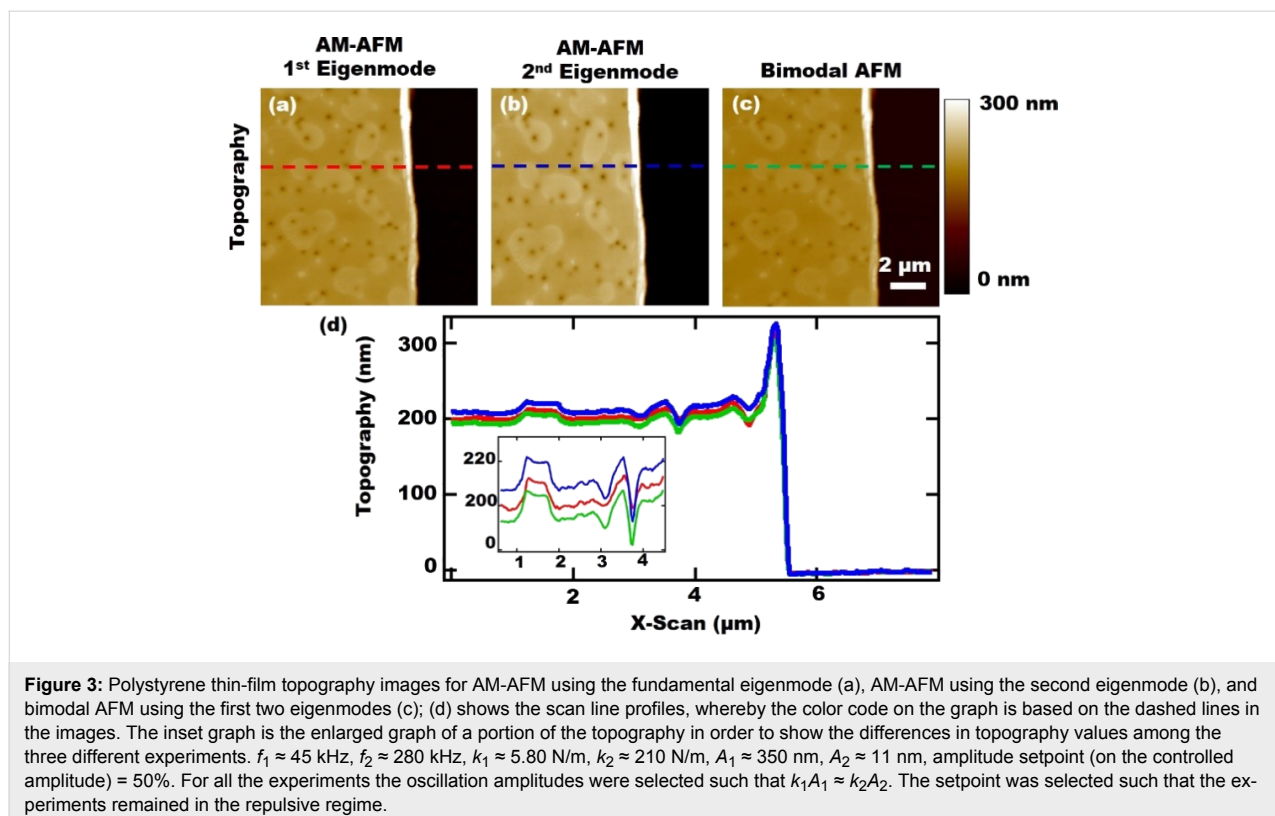 AM-AFM
1st Eigenmode
AM-AFM
2nd Eigenmode
Bimodal AFM
(a)
(b)
(c)
300 nm
Topography
2 µm
0 nm
(d)
Topography (nm)
300
200
100
0
220
200
0
1 2 3 4
2 4 6
X-Scan (µm)
Figure 3: Polystyrene thin-film topography images for AM-AFM using the fundamental eigenmode (a), AM-AFM using the second eigenmode (b), and
bimodal AFM using the first two eigenmodes (c); (d) shows the scan line profiles, whereby the color code on the graph is based on the dashed lines in
the images. The inset graph is the enlarged graph of a portion of the topography in order to show the differences in topography values among the
three different experiments. f1 ≈ 45 kHz, f2 ≈ 280 kHz, k1 ≈ 5.80 N/m, k2 ≈ 210 N/m, A1 ≈ 350 nm, A2 ≈ 11 nm, amplitude setpoint (on the controlled
amplitude) = 50%. For all the experiments the oscillation amplitudes were selected such that k1A1 ≈ k2A2. The setpoint was selected such that the ex-
periments remained in the repulsive regime.